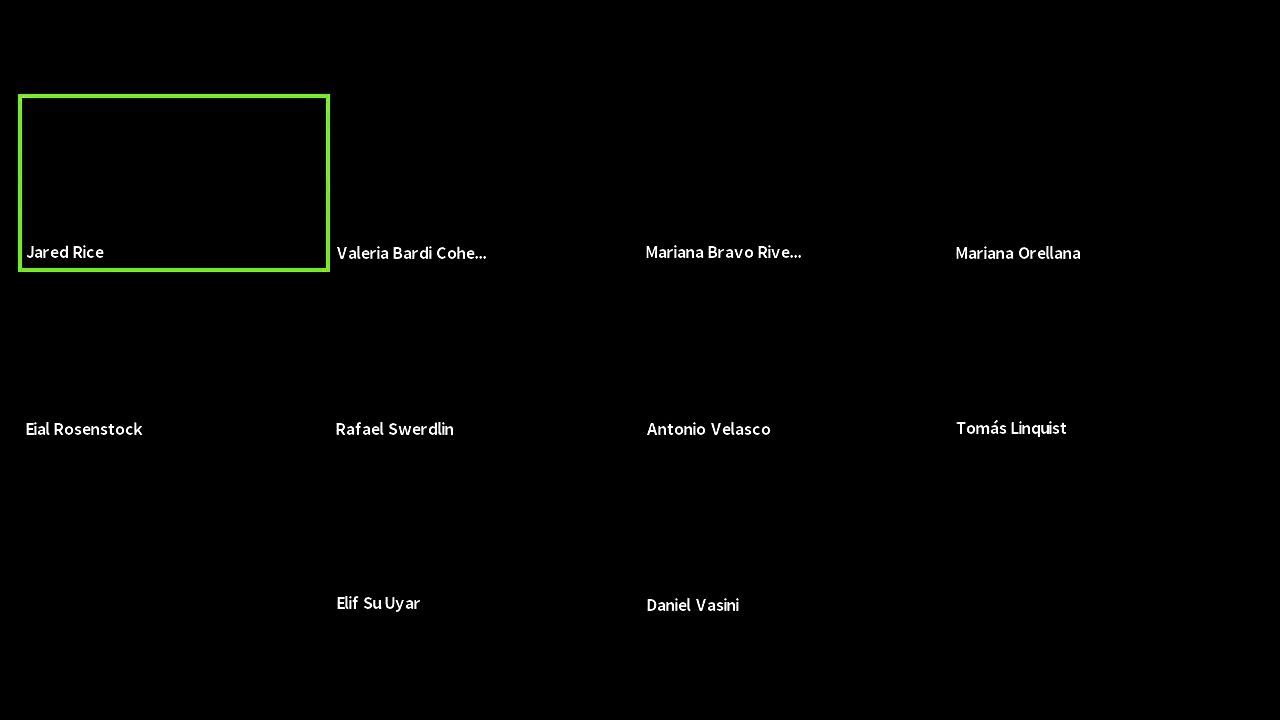 Jared Rice
Valeria Bardi Cohe...
Mariana Bravo Rive...
Mariana Orellana
Eial Rosenstock
Rafael Swerdlin
Antonio Velasco
Tomás Linquist
Elif Su Uyar
Daniel Vasini